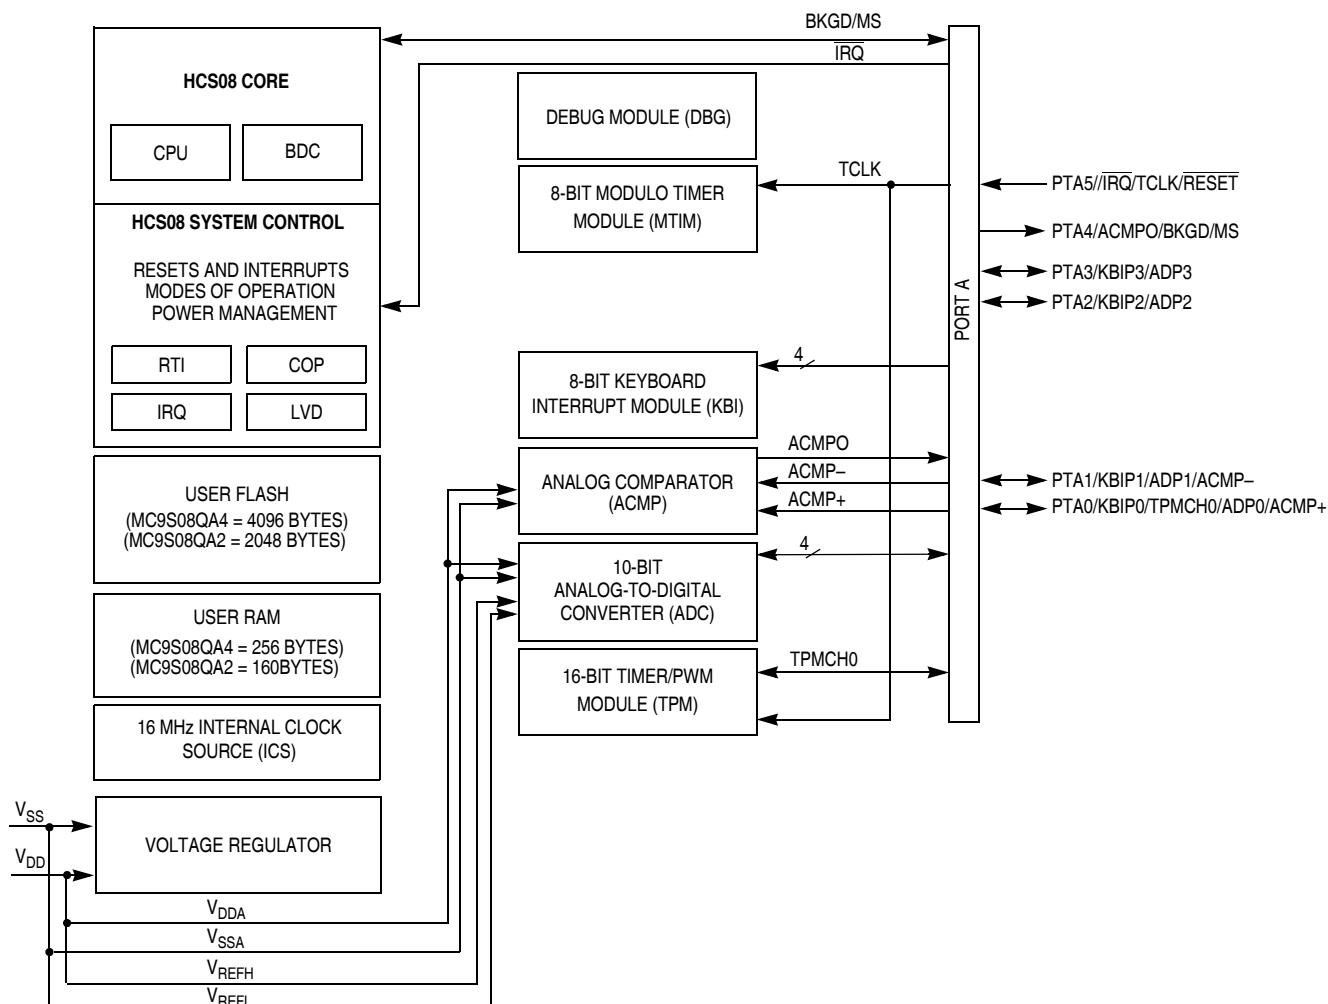 BKGD/MS
IRQ
HCS08 CORE
CPU
BDC
HCS08 SYSTEM CONTROL
RESETS AND INTERRUPTS
MODES OF OPERATION
POWER MANAGEMENT
RTI
COP
IRQ
LVD
USER FLASH
(MC9S08QA4 = 4096 BYTES)
(MC9S08QA2 = 2048 BYTES)
USER RAM
(MC9S08QA4 = 256 BYTES)
(MC9S08QA2 = 160BYTES)
16 MHz INTERNAL CLOCK
SOURCE (ICS)
VSS
VDD
VOLTAGE REGULATOR
VDDA
VSSA
VREFH
VREFL
DEBUG MODULE (DBG)
8-BIT MODULO TIMER
MODULE (MTIM)
TCLK
8-BIT KEYBOARD
INTERRUPT MODULE (KBI)
4
ANALOG COMPARATOR
(ACMP)
ACMPO
ACMP–
ACMP+
10-BIT
ANALOG-TO-DIGITAL
CONVERTER (ADC)
4
16-BIT TIMER/PWM
MODULE (TPM)
TPMCH0
PORT A
PTA5//IRQ/TCLK/RESET
PTA4/ACMPO/BKGD/MS
PTA3/KBIP3/ADP3
PTA2/KBIP2/ADP2
PTA1/KBIP1/ADP1/ACMP–
PTA0/KBIP0/TPMCH0/ADP0/ACMP+